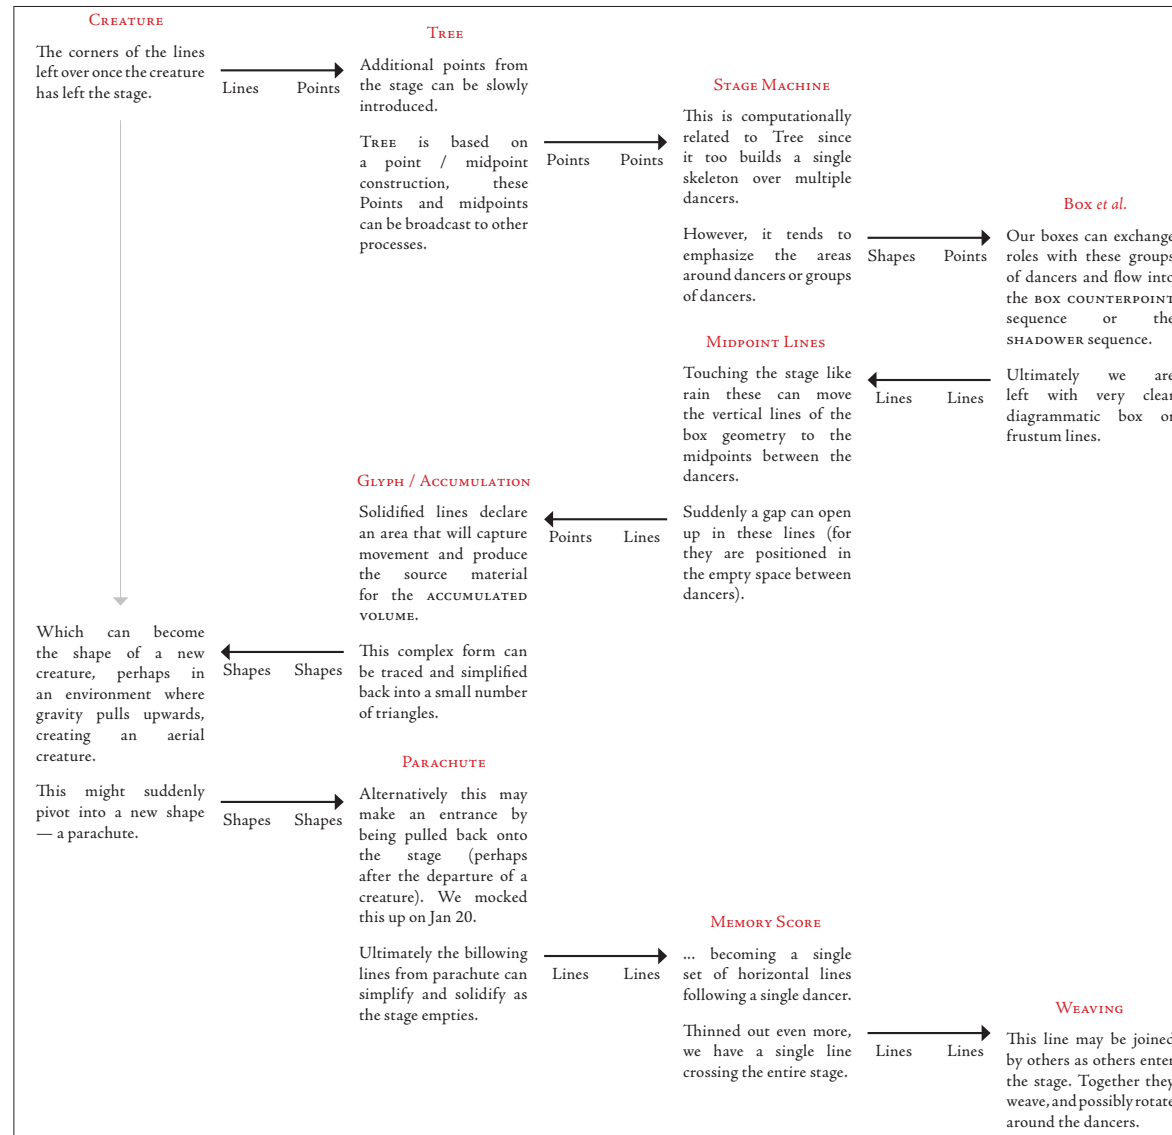 CREATURE
The corners of the lines
left over once the creature
has left the stage.
Lines Points
TREE
Additional points from
the stage can be slowly
introduced.
TREE is based on
a point / midpoint
construction, these
Points and midpoints
can be broadcast to other
processes.
Points Points
STAGE MACHINE
This is computationally
related to Tree since
it too builds a single
skeleton over multiple
dancers.
However, it tends to
emphasize the areas
around dancers or groups
of dancers.
Shapes Points
BOX et al.
Our boxes can exchange
roles with these groups
of dancers and flow into
the BOX COUNTERPOINT
sequence or the
SHADOWER sequence.
Ultimately we are
left with very clear
diagrammatic box or
frustum lines.
Lines Lines
MIDPOINT LINES
Touching the stage like
rain these can move
the vertical lines of the
box geometry to the
midpoints between the
dancers.
Suddenly a gap can open
up in these lines (for
they are positioned in
the empty space between
dancers).
Points Lines
GLYPH / ACCUMULATION
Solidified lines declare
an area that will capture
movement and produce
the source material
for the ACCUMULATED
VOLUME.
This complex form can
be traced and simplified
back into a small number
of triangles.
Shapes Shapes
Which can become
the shape of a new
creature, perhaps in
an environment where
gravity pulls upwards,
creating an aerial
creature.
This might suddenly
pivot into a new shape
— a parachute.
Shapes Shapes
PARACHUTE
Alternatively this may
make an entrance by
being pulled back onto
the stage (perhaps
after the departure of a
creature). We mocked
this up on Jan 20.
Ultimately the billowing
lines from parachute can
simplify and solidify as
the stage empties.
Lines Lines
MEMORY SCORE
... becoming a single
set of horizontal lines
following a single dancer.
Thinned out even more,
we have a single line
crossing the entire stage.
Lines Lines
WEAVING
This line may be joined
by others as others enter
the stage. Together they
weave, and possibly rotate
around the dancers.